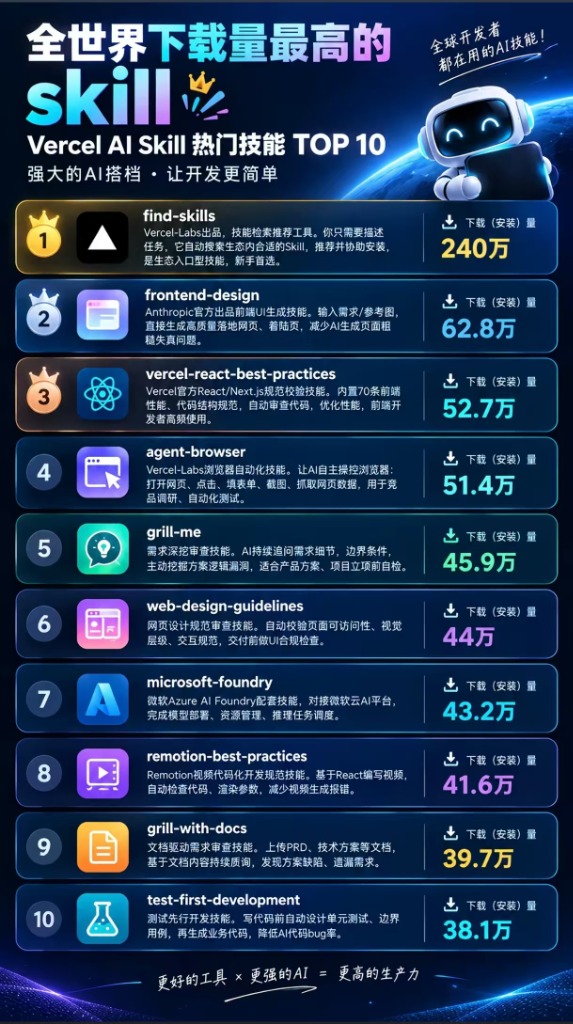 全世界下载量最高的
skill
全球开发者
都在用的AI技能！
Vercel AI Skill 热门技能 TOP 10
强大的AI搭档・让开发更简单
1
find-skills
Vercel-Labs出品，技能检索推荐工具。你只需要描述
任务，它自动搜索生态内合适的Skill，推荐并协助安装，
是生态入口型技能，新手首选。
下载（安装）量
240万
2
frontend-design
Anthropic官方出品前端UI生成技能。输入需求/参考图，
直接生成高质量落地网页、着陆页，减少AI生成页面粗
糙失真问题。
下载（安装）量
62.8万
3
vercel-react-best-practices
Vercel官方React/Next.js规范校验技能。内置70条前端
性能、代码结构规范，自动审查代码，优化性能，前端开
发者高频使用。
下载（安装）量
52.7万
4
agent-browser
Vercel-Labs浏览器自动化技能。让AI自主操控浏览器：
打开网页、点击、填表单、截图、抓取网页数据，用于竞
品调研、自动化测试。
下载（安装）量
51.4万
5
grill-me
需求深挖审查技能。AI持续追问需求细节，边界条件，
主动挖掘方案逻辑漏洞，适合产品方案、项目立项前自检。
下载（安装）量
45.9万
6
web-design-guidelines
网页设计规范审查技能。自动校验页面可访问性、视觉
层级、交互规范，交付前做UI合规检查。
下载（安装）量
44万
7
microsoft-foundry
微软Azure AI Foundry配套技能，对接微软云AI平台，
完成模型部署、资源管理、推理任务调度。
下载（安装）量
43.2万
8
remotion-best-practices
Remotion视频代码化开发规范技能。基于React编写视频，
自动检查代码、渲染参数，减少视频生成报错。
下载（安装）量
41.6万
9
grill-with-docs
文档驱动需求审查技能。上传PRD、技术方案等文档，
基于文档内容持续质询，发现方案缺陷、遗漏需求。
下载（安装）量
39.7万
10
test-first-development
测试先行开发技能。写代码前自动设计单元测试、边界
用例，再生成业务代码，降低AI代码bug率。
下载（安装）量
38.1万
更好的工具 × 更强的AI = 更高的生产力